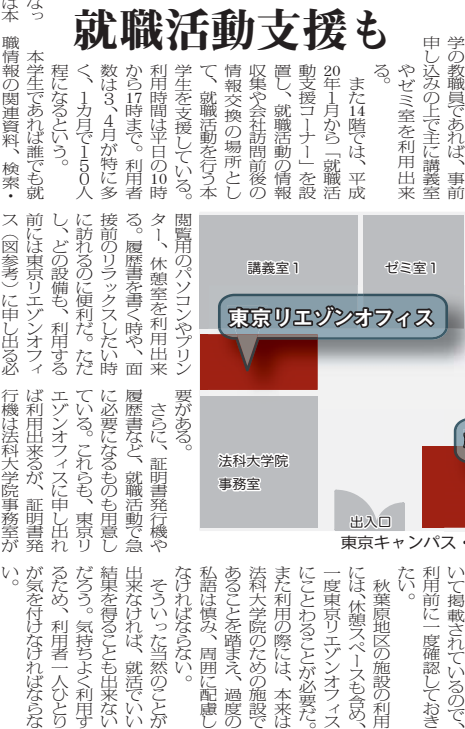 就職活動支援も
学の教職員であれば、事前
申し込みの上で主に講義室
やゼミ室を利用出来
る。
また14階では、平成
20年1月から「就職活
動支援コーナー」を設
置し、就職活動の情報
収集や会社訪問前後の
情報交換の場所とし
て、就職活動を行う本
学生を支援している。
利用時間は平日の10時
から17時まで。利用者
数は3、4月が特に多
く、1カ月で150人
程になるという。
本学生であれば誰でも就
職情報の関連資料、検索・
閲覧用のパソコンやプリン
ター、休憩室を利用出来
る。履歴書を書く時や、面
接前のリラックスしたい時
に訪れるのに便利だ。ただ
し、どの設備も、利用する
前には東京リエゾンオフィ
ス（図参考）に申し出る必
要がある。
さらに、証明書発行機や
履歴書など、就職活動で急
に必要になるものも用意し
ている。これらも、東京リ
エゾンオフィスに申し出れ
ば利用出来るが、証明書発
行機は法科大学院事務室が
講義室1
ゼミ室1
東京リエゾンオフィス
法科大学院
事務室
出入口
東京キャンパス・
いて掲載されているので、
利用前に一度確認しておき
たい。
秋葉原地区の施設の利用
には、休憩スペースも含め、
一度東京リエゾンオフィス
にことわることが必要だ。
また利用の際には、本来は
法科大学院のための施設で
あることを踏まえ、過度の
私語は慎み、周囲に配慮し
なければならない。
そういった当然のことが
出来なければ、就活でいい
結果を得ることも出来ない
だろう。気持ちよく利用す
るため、利用者一人ひとり
が気を付けなければならな
い。